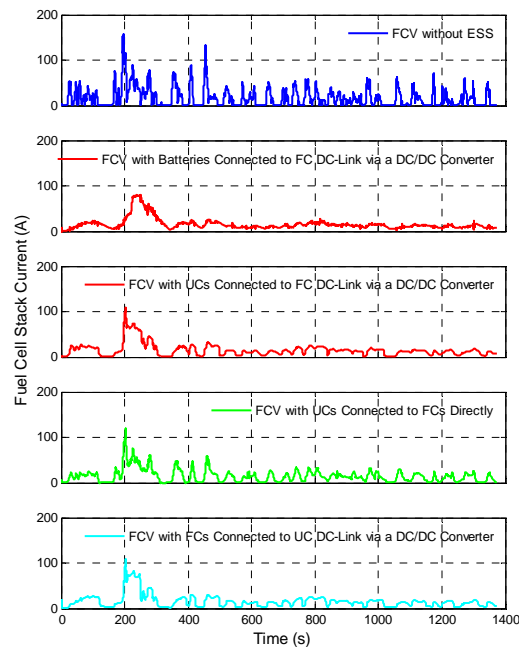 200
FCV without ESS
100
0
200
FCV with Batteries Connected to FC DC-Link via a DC/DC Converter
100
0
200
FCV with UCs Connected to FC DC-Link via a DC/DC Converter
100
0
200
FCV with UCs Connected to FCs Directly
100
0
200
FCV with FCs Connected to UC DC-Link via a DC/DC Converter
100
0
0 200 400 600 800 1000 1200 1400
Time (s)
Fuel Cell Stack Current (A)